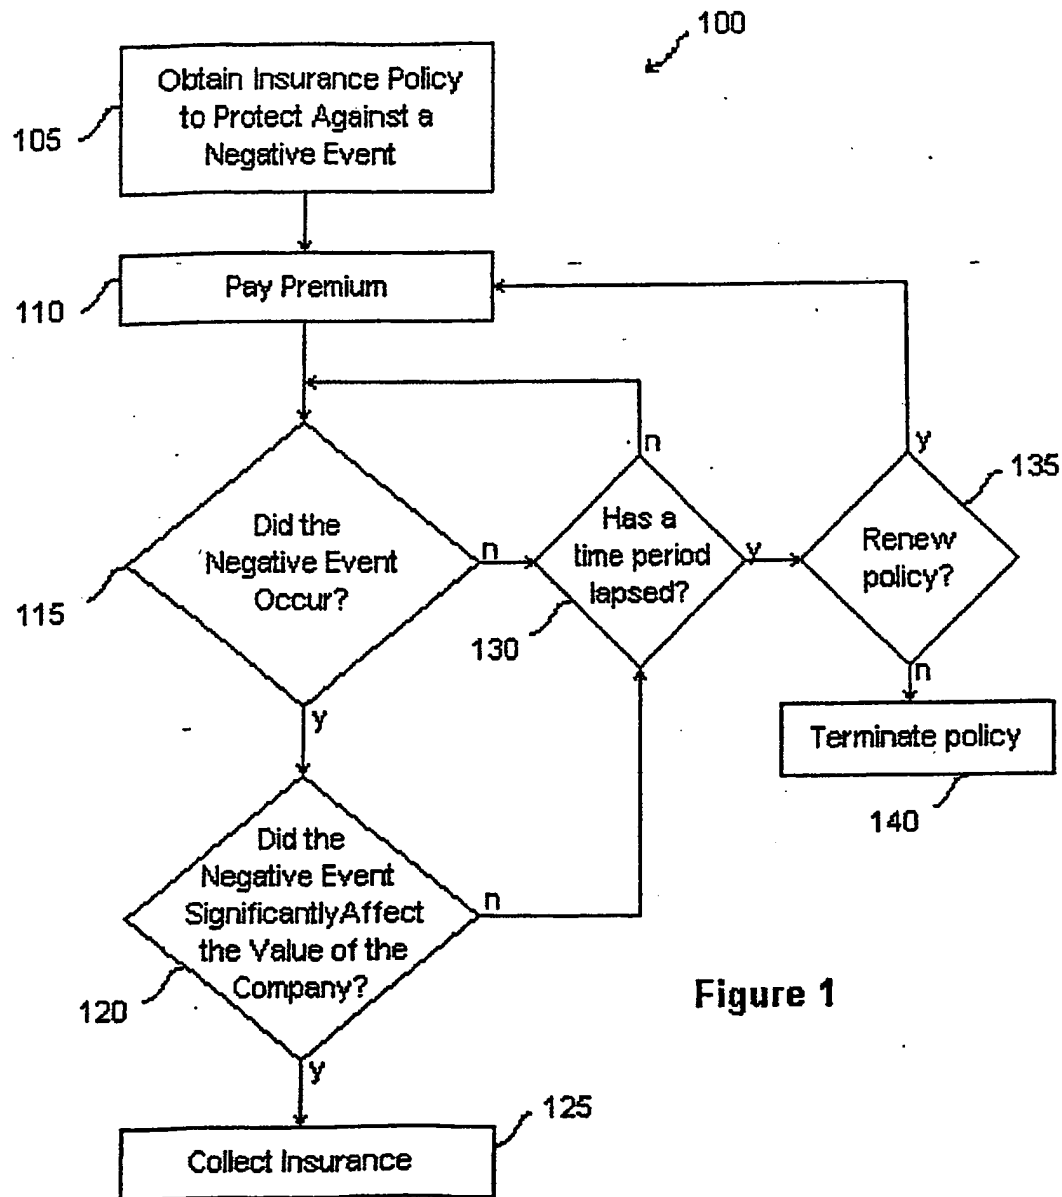 100
Obtain Insurance Policy
to Protect Against a
Negative Event
105
Pay Premium
110
n
y
135
Did the
Negative Event
Occur?
n
Has a
time period
lapsed?
y
Renew
policy?
115
130
n
y
Terminate policy
140
Did the
Negative Event
Significantly Affect
the Value of the
Company?
n
120
Figure 1
y
125
Collect Insurance